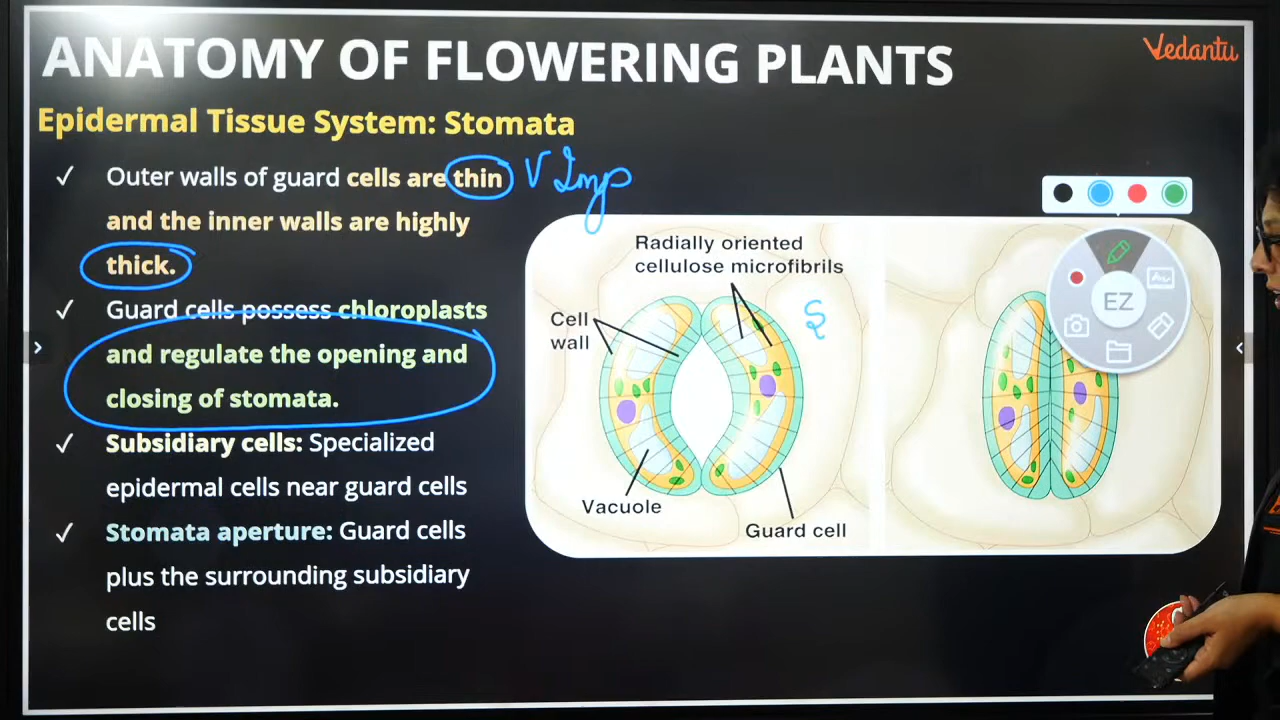 ANATOMY OF FLOWERING PLANTS
Vedantu
Epidermal Tissue System: Stomata
✓ Outer walls of guard cells are thin
V Imp
and the inner walls are highly
thick.
✓ Guard cells possess chloroplasts
and regulate the opening and
closing of stomata.
✓ Subsidiary cells: Specialized
epidermal cells near guard cells
✓ Stomata aperture: Guard cells
plus the surrounding subsidiary
cells
Radially oriented
cellulose microfibrils
Cell
wall
Vacuole
Guard cell
EZ